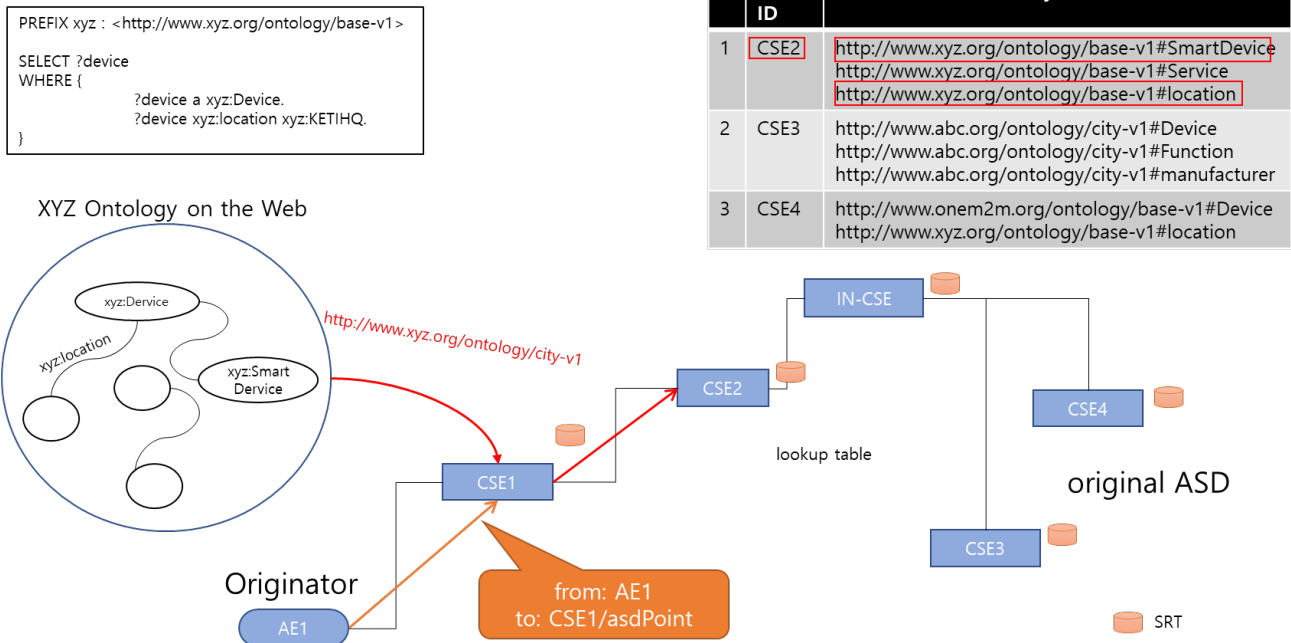 PREFIX xyz : <http://www.xyz.org/ontology/base-v1>
SELECT ?device
WHERE {
?device a xyz:Device.
?device xyz:location xyz:KETIHQ.
}
ID
1 CSE2 http://www.xyz.org/ontology/base-v1#SmartDevice
http://www.xyz.org/ontology/base-v1#Service
http://www.xyz.org/ontology/base-v1#location
2 CSE3 http://www.abc.org/ontology/city-v1#Device
http://www.abc.org/ontology/city-v1#Function
http://www.abc.org/ontology/city-v1#manufacturer
3 CSE4 http://www.onem2m.org/ontology/base-v1#Device
http://www.xyz.org/ontology/base-v1#location
XYZ Ontology on the Web
xyz:Dervice
xyz:location
xyz:Smart
Dervice
http://www.xyz.org/ontology/city-v1
IN-CSE
CSE2
CSE4
lookup table
CSE1
original ASD
CSE3
Originator
from: AE1
to: CSE1/asdPoint
AE1
SRT